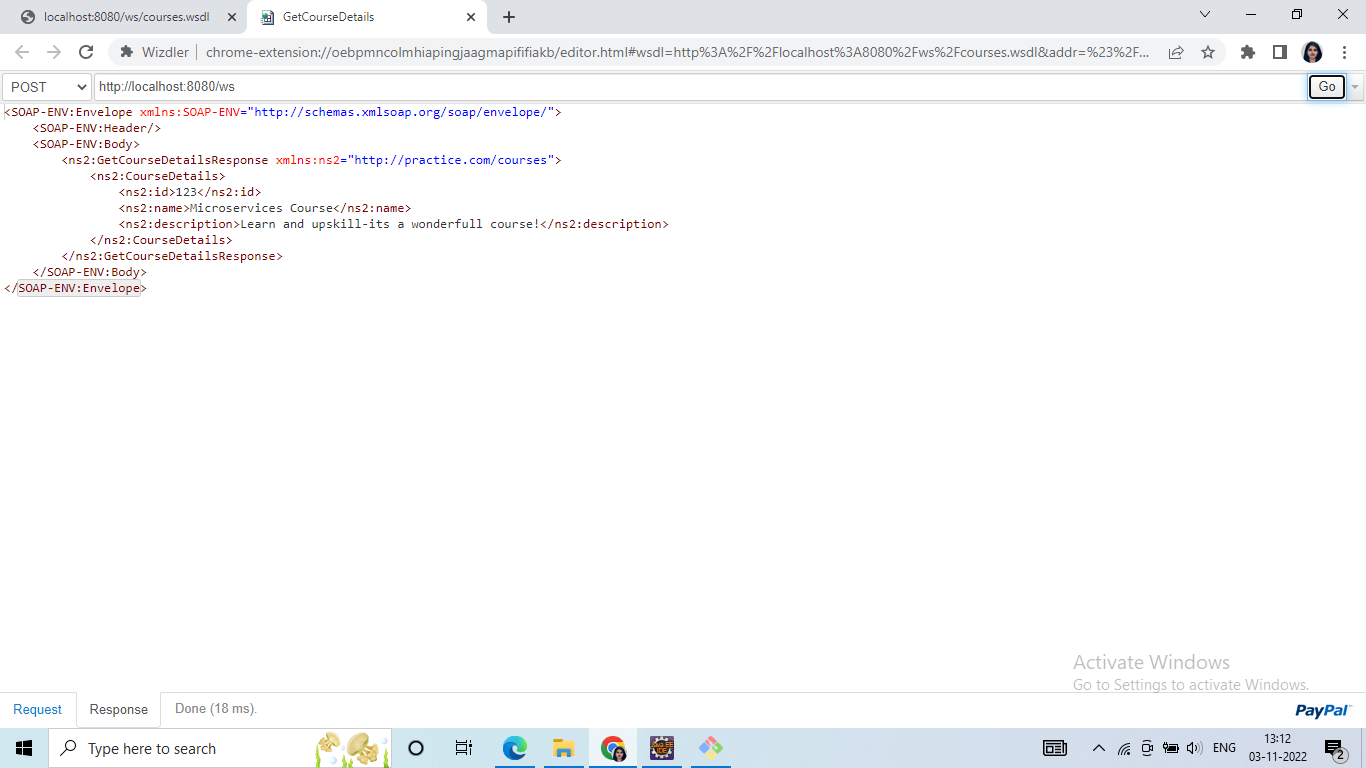 localhost:8080/ws/courses.wsdl
GetCourseDetails
Wizdler
chrome-extension://oebpmncolmhiapingjaagmapififiakb/editor.html#wsdl=http%3A%2F%2Flocalhost%3A8080%2Fws%2Fcourses.wsdl&addr=%23%2F...
POST
http://localhost:8080/ws
Go
<SOAP-ENV:Envelope xmlns:SOAP-ENV="http://schemas.xmlsoap.org/soap/envelope/">
<SOAP-ENV:Header/>
<SOAP-ENV:Body>
<ns2:GetCourseDetailsResponse xmlns:ns2="http://practice.com/courses">
<ns2:CourseDetails>
<ns2:id>123</ns2:id>
<ns2:name>Microservices Course</ns2:name>
<ns2:description>Learn and upskill-its a wonderfull course!</ns2:description>
</ns2:CourseDetails>
</ns2:GetCourseDetailsResponse>
</SOAP-ENV:Body>
</SOAP-ENV:Envelope>
Activate Windows
Go to Settings to activate Windows.
Request
Response
Done (18 ms).
PayPal
Type here to search
ENG
13:12
03-11-2022
2